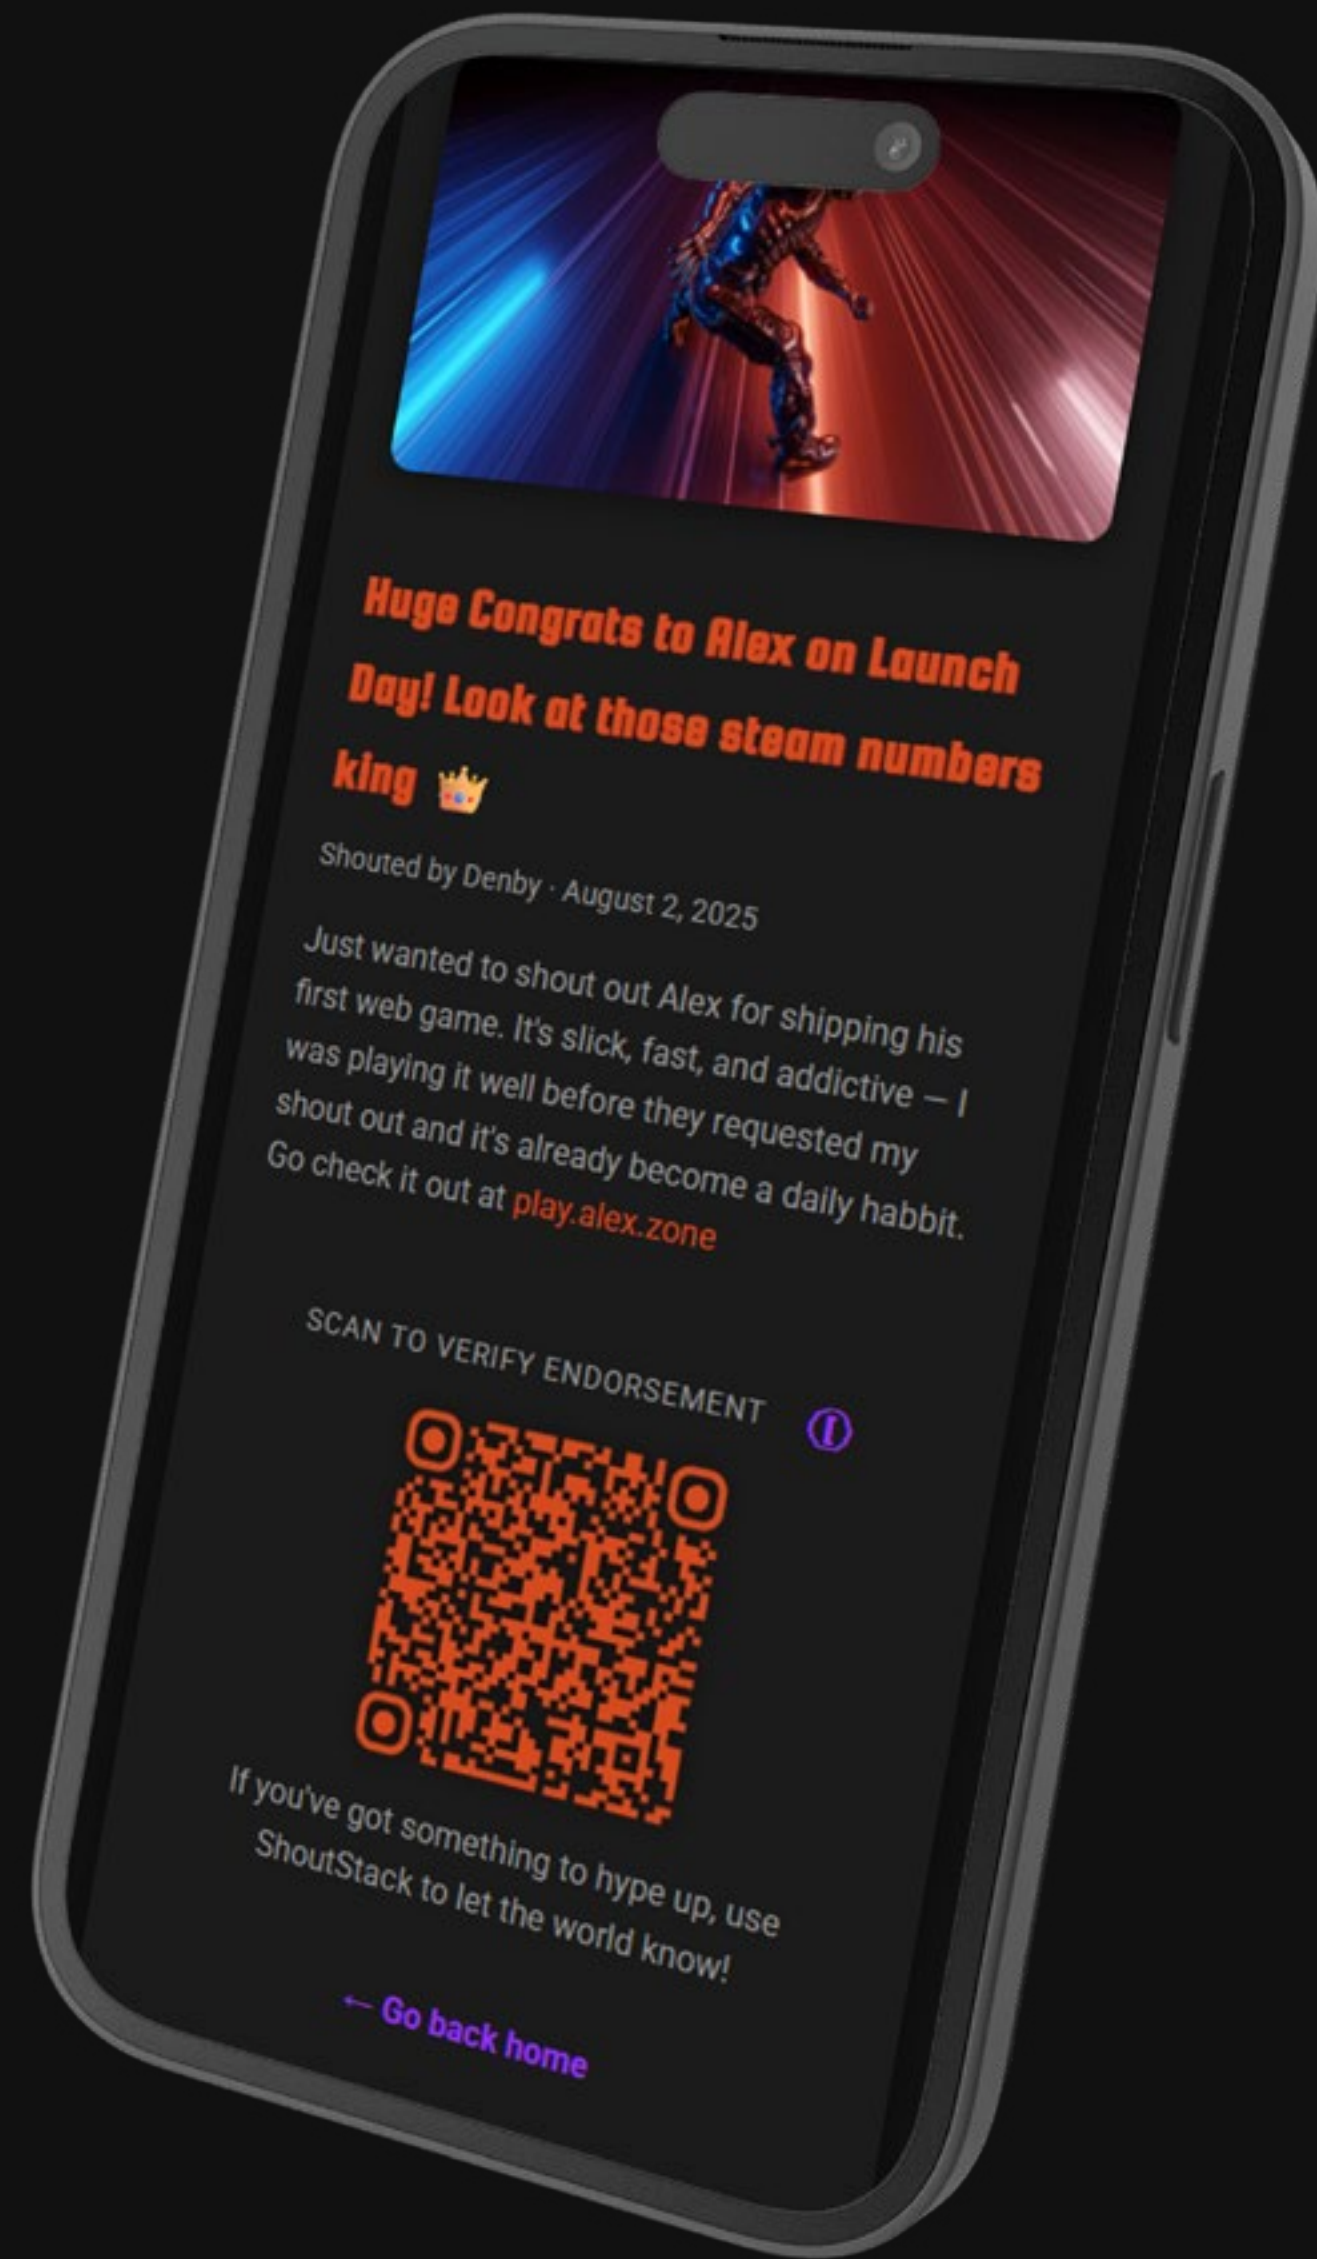 Huge Congrats to Alex on Launch
Day! Look at those steam numbers
king 👑
Shouted by Denby · August 2, 2025
Just wanted to shout out Alex for shipping his
first web game. It's slick, fast, and addictive – I
was playing it well before they requested my
shout out and it's already become a daily habbit.
Go check it out at play.alex.zone
SCAN TO VERIFY ENDORSEMENT
If you've got something to hype up, use
ShoutStack to let the world know!
← Go back home